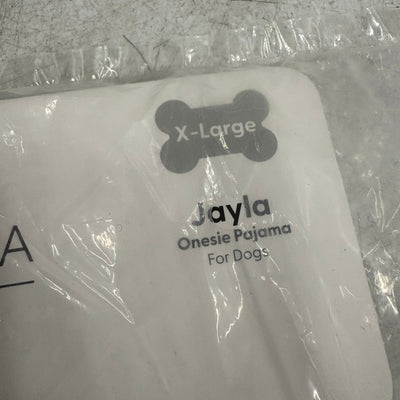 X-Large
Jayla
Onesie Pajama
For Dogs
A